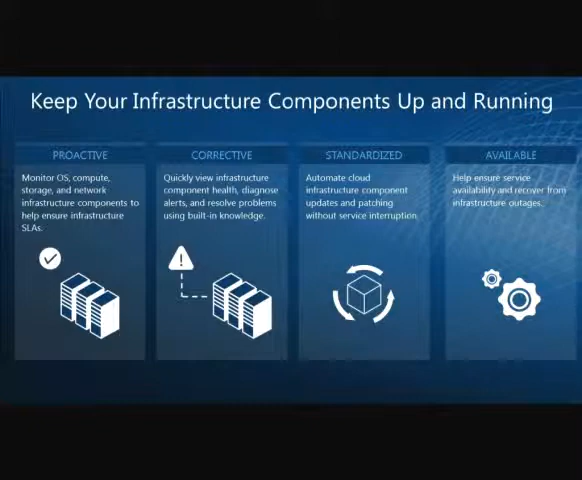 Keep Your Infrastructure Components Up and Running
PROACTIVE
Monitor OS, compute,
storage, and network
infrastructure components to
help ensure infrastructure
SLAs.
CORRECTIVE
Quickly view infrastructure
component health, diagnose
alerts, and resolve problems
using built-in knowledge.
STANDARDIZED
Automate cloud
infrastructure component
updates and patching
without service interruption.
AVAILABLE
Help ensure service
availability and recover from
infrastructure outages.